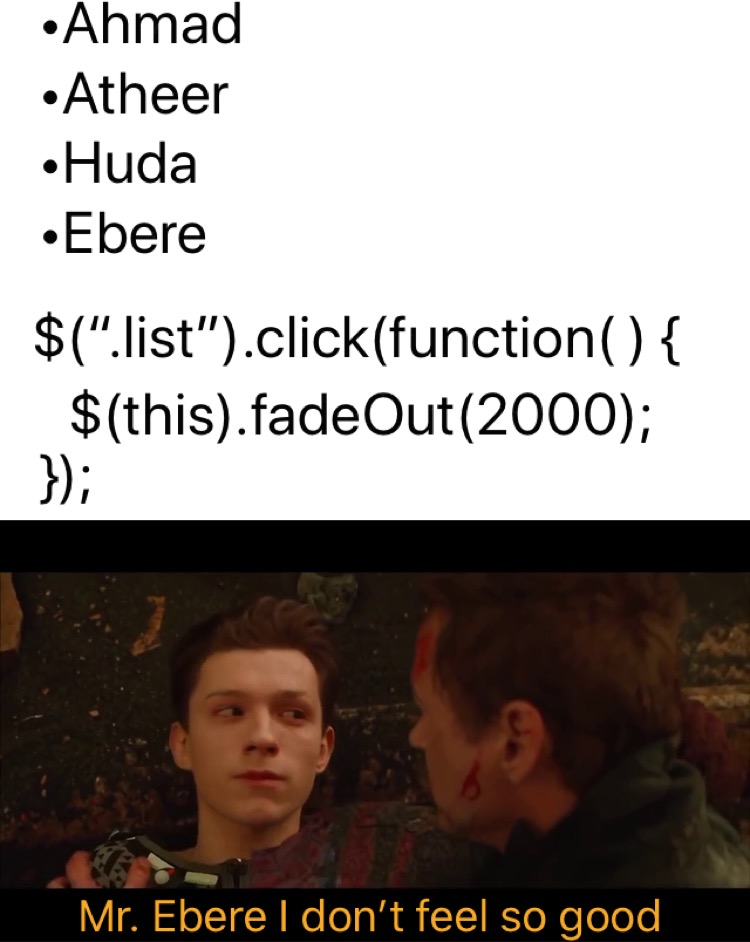 •Ahmad
•Atheer
•Huda
•Ebere
$(“.list”).click(function( ) {
$(this).fadeOut(2000);
});
Mr. Ebere I don’t feel so good